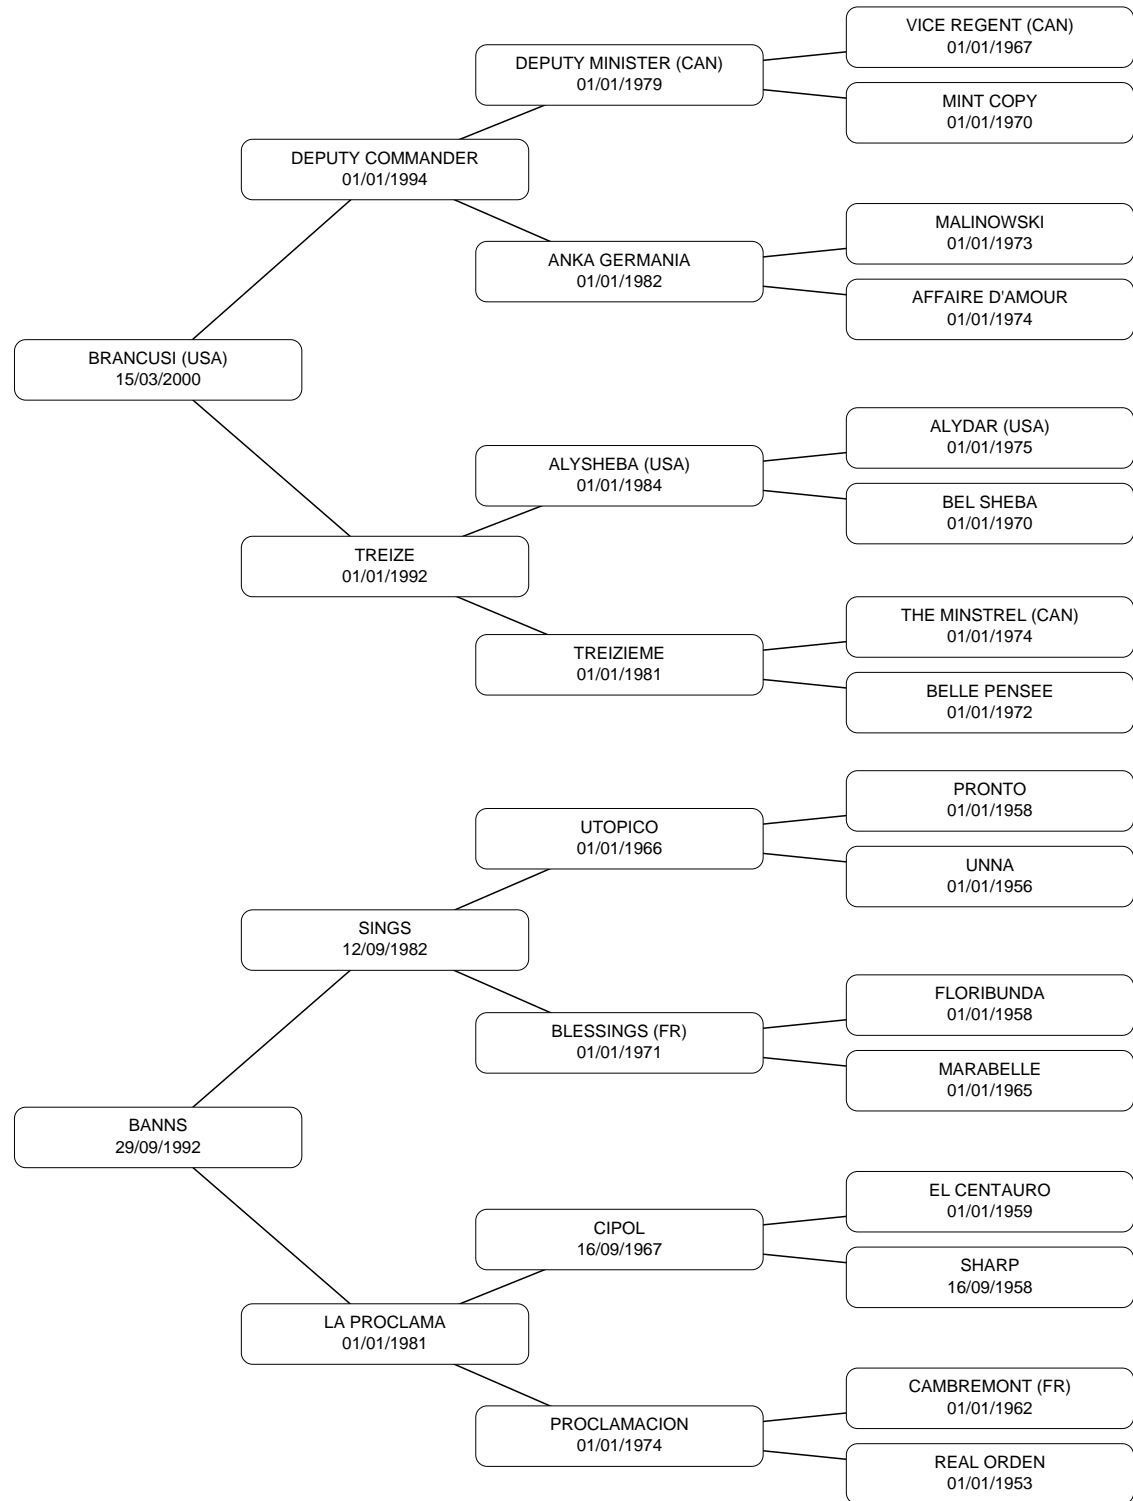 VICE REGENT (CAN)
01/01/1967
DEPUTY MINISTER (CAN)
01/01/1979
MINT COPY
01/01/1970
DEPUTY COMMANDER
01/01/1994
MALINOWSKI
01/01/1973
ANKA GERMANIA
01/01/1982
AFFAIRE D'AMOUR
01/01/1974
BRANCUSI (USA)
15/03/2000
ALYDAR (USA)
01/01/1975
ALYSHEBA (USA)
01/01/1984
BEL SHEBA
01/01/1970
TREIZE
01/01/1992
THE MINSTREL (CAN)
01/01/1974
TREIZIEME
01/01/1981
BELLE PENSEE
01/01/1972
PRONTO
01/01/1958
UTOPICO
01/01/1966
UNNA
01/01/1956
SINGS
12/09/1982
FLORIBUNDA
01/01/1958
BLESSINGS (FR)
01/01/1971
MARABELLE
01/01/1965
BANNS
29/09/1992
EL CENTAURO
01/01/1959
CIPOL
16/09/1967
SHARP
16/09/1958
LA PROCLAMA
01/01/1981
CAMBREMONT (FR)
01/01/1962
PROCLAMACION
01/01/1974
REAL ORDEN
01/01/1953